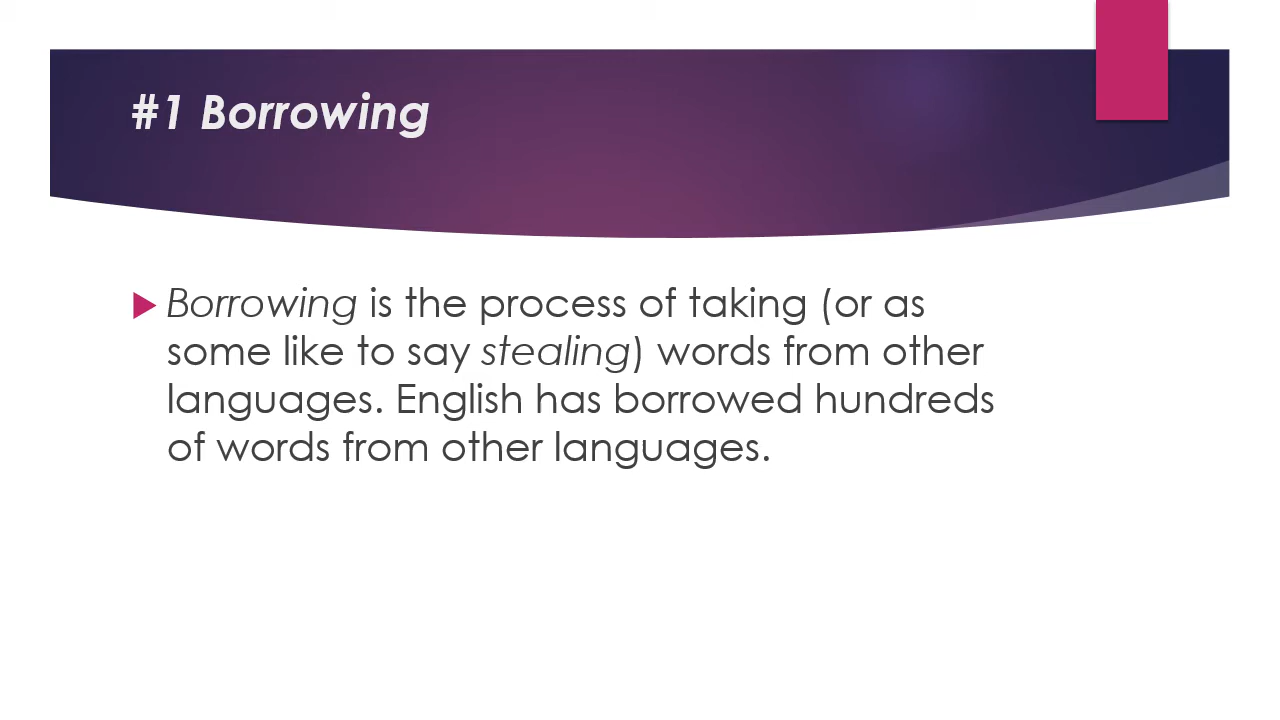 #1 Borrowing
Borrowing is the process of taking (or as
some like to say stealing) words from other
languages. English has borrowed hundreds
of words from other languages.